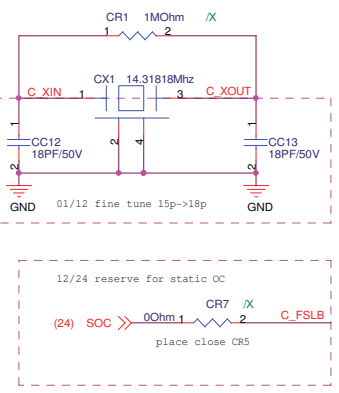 CR1 1MOhm /X
1 2
CX1 14.31818Mhz
C_XIN 1 3 C_XOUT
1 2 4 1
CC12 CC13
18PF/50V 18PF/50V
2 2
GND 01/12 fine tune 15p->18p GND
12/24 reserve for static OC
CR7 /X
(24) SOC 0Ohm 1 2 C_FSLB
place close CR5